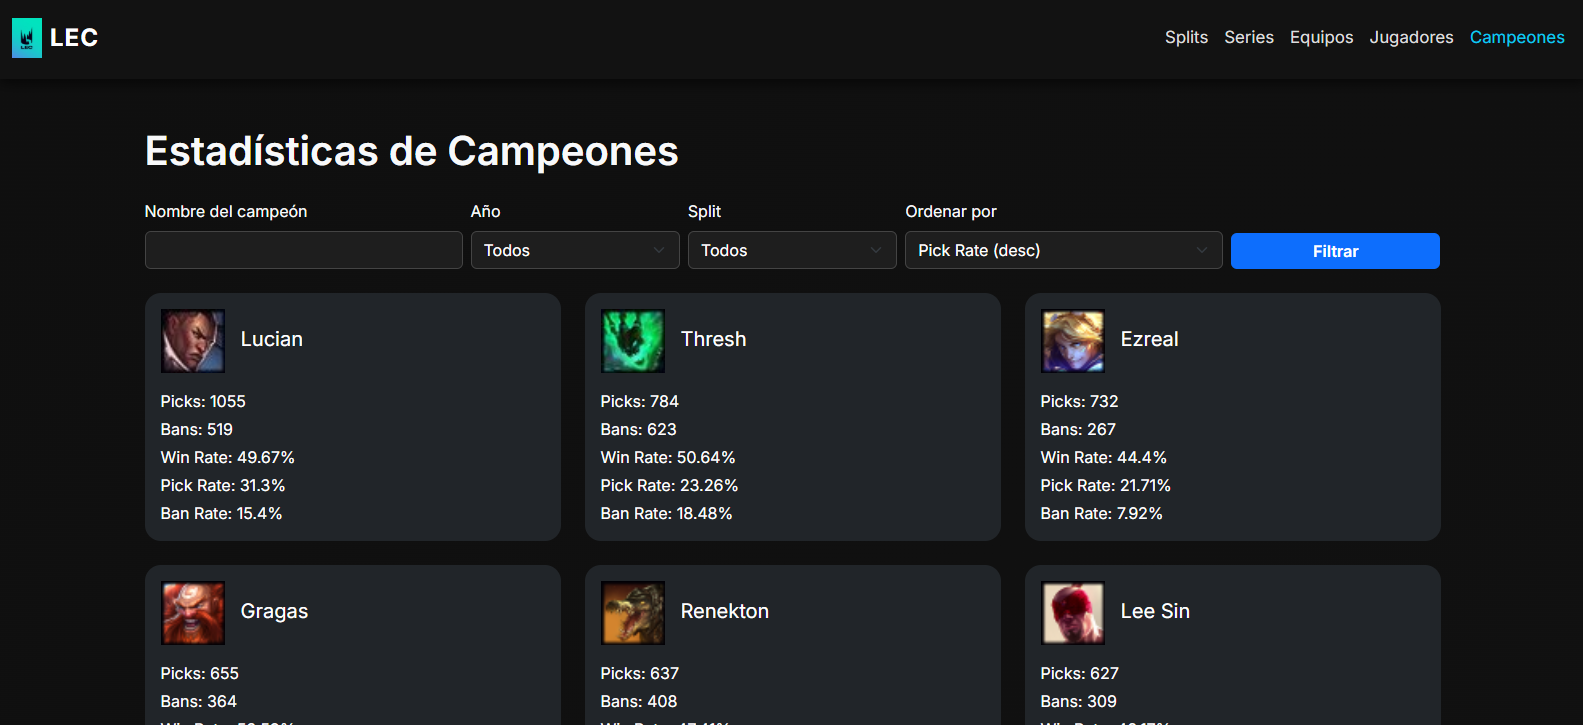 LEC LEC Splits Series Equipos Jugadores Campeones
Estadísticas de Campeones
Nombre del campeón Año Split Ordenar por
Todos Todos Pick Rate (desc) Filtrar
Lucian
Picks: 1055
Bans: 519
Win Rate: 49.67%
Pick Rate: 31.3%
Ban Rate: 15.4%
Thresh
Picks: 784
Bans: 623
Win Rate: 50.64%
Pick Rate: 23.26%
Ban Rate: 18.48%
Ezreal
Picks: 732
Bans: 267
Win Rate: 44.4%
Pick Rate: 21.71%
Ban Rate: 7.92%
Gragas
Picks: 655
Bans: 364
Renekton
Picks: 637
Bans: 408
Lee Sin
Picks: 627
Bans: 309